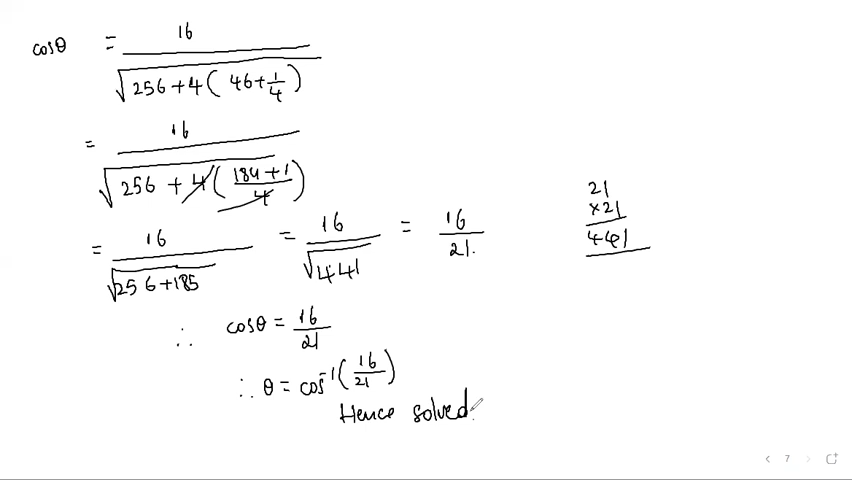 cosθ = 16 / √(256 + 4(46 + 1/4))
= 16 / √(256 + 4((184 + 1)/4))
= 16 / √(256 + 185) = 16 / √441 = 16 / 21.
21
×21
441
∴ cosθ = 16/21
∴ θ = cos⁻¹(16/21)
Hence solved.
7